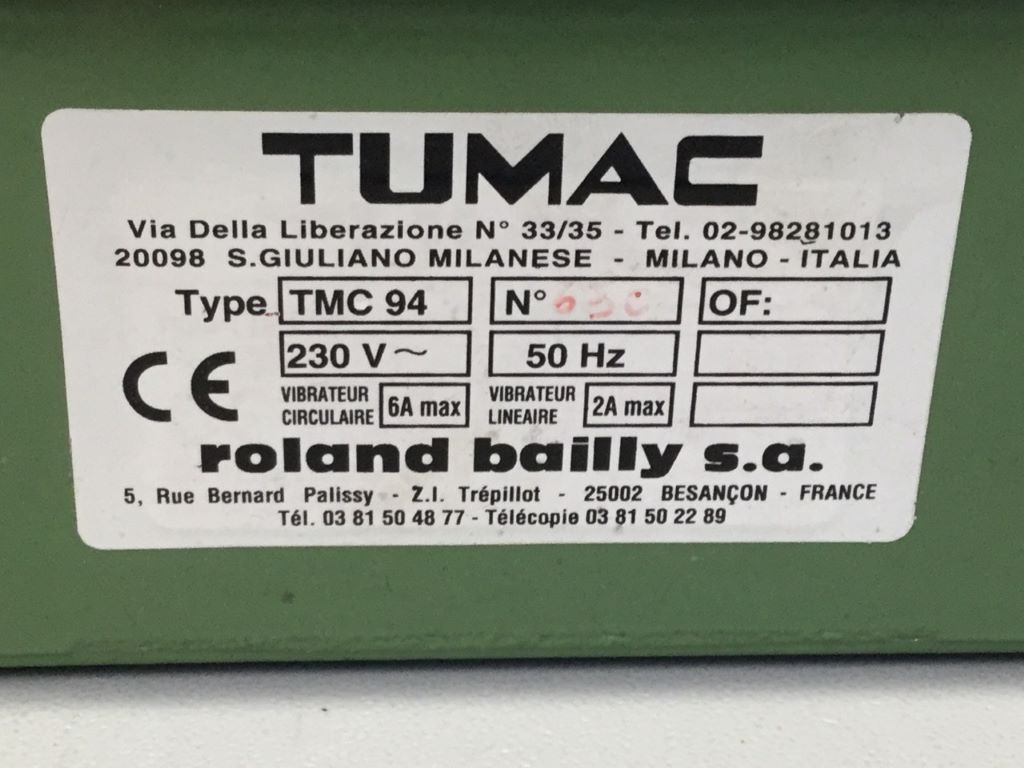 TUMAC
Via Della Liberazione N° 33/35 - Tel. 02-98281013
20098 S.GIULIANO MILANESE - MILANO - ITALIA
Type TMC 94 N° OF:
230 V ~ 50 Hz
CE
VIBRATEUR CIRCULAIRE 6A max VIBRATEUR LINEAIRE 2A max
roland bailly s.a.
5, Rue Bernard Palissy - Z.I. Trépillot - 25002 BESANÇON - FRANCE
Tél. 03 81 50 48 77 - Télécopie 03 81 50 22 89